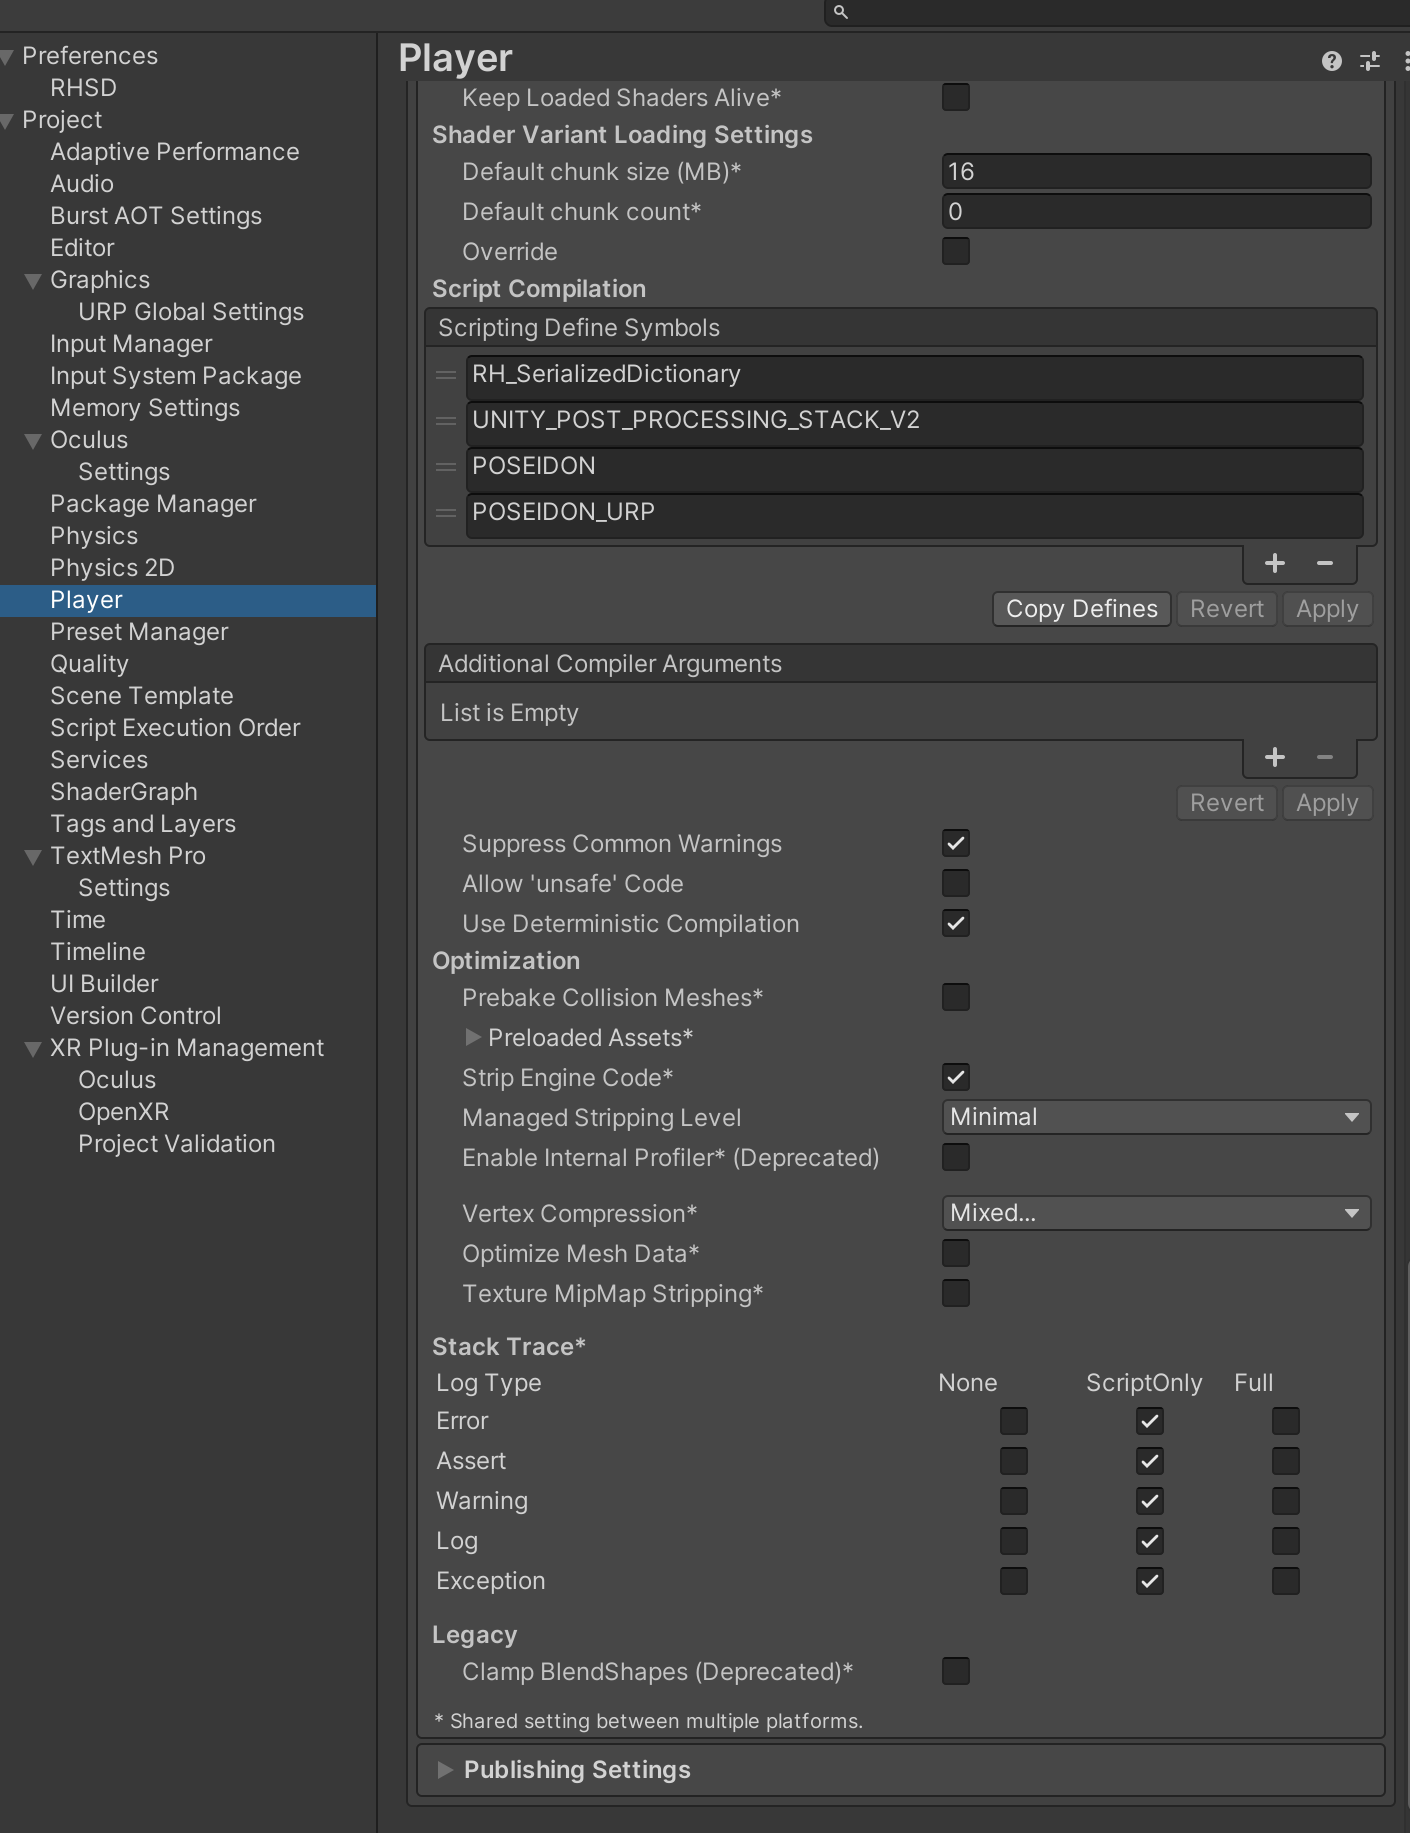 Preferences
RHSD
Project
Adaptive Performance
Audio
Burst AOT Settings
Editor
Graphics
URP Global Settings
Input Manager
Input System Package
Memory Settings
Oculus
Settings
Package Manager
Physics
Physics 2D
Player
Preset Manager
Quality
Scene Template
Script Execution Order
Services
ShaderGraph
Tags and Layers
TextMesh Pro
Settings
Time
Timeline
UI Builder
Version Control
XR Plug-in Management
Oculus
OpenXR
Project Validation
Player
Keep Loaded Shaders Alive*
Shader Variant Loading Settings
Default chunk size (MB)* 16
Default chunk count* 0
Override
Script Compilation
Scripting Define Symbols
RH_SerializedDictionary
UNITY_POST_PROCESSING_STACK_V2
POSEIDON
POSEIDON_URP
+ −
Copy Defines Revert Apply
Additional Compiler Arguments
List is Empty
+ −
Revert Apply
Suppress Common Warnings
Allow 'unsafe' Code
Use Deterministic Compilation
Optimization
Prebake Collision Meshes*
Preloaded Assets*
Strip Engine Code*
Managed Stripping Level Minimal
Enable Internal Profiler* (Deprecated)
Vertex Compression* Mixed...
Optimize Mesh Data*
Texture MipMap Stripping*
Stack Trace*
Log Type None ScriptOnly Full
Error
Assert
Warning
Log
Exception
Legacy
Clamp BlendShapes (Deprecated)*
* Shared setting between multiple platforms.
Publishing Settings